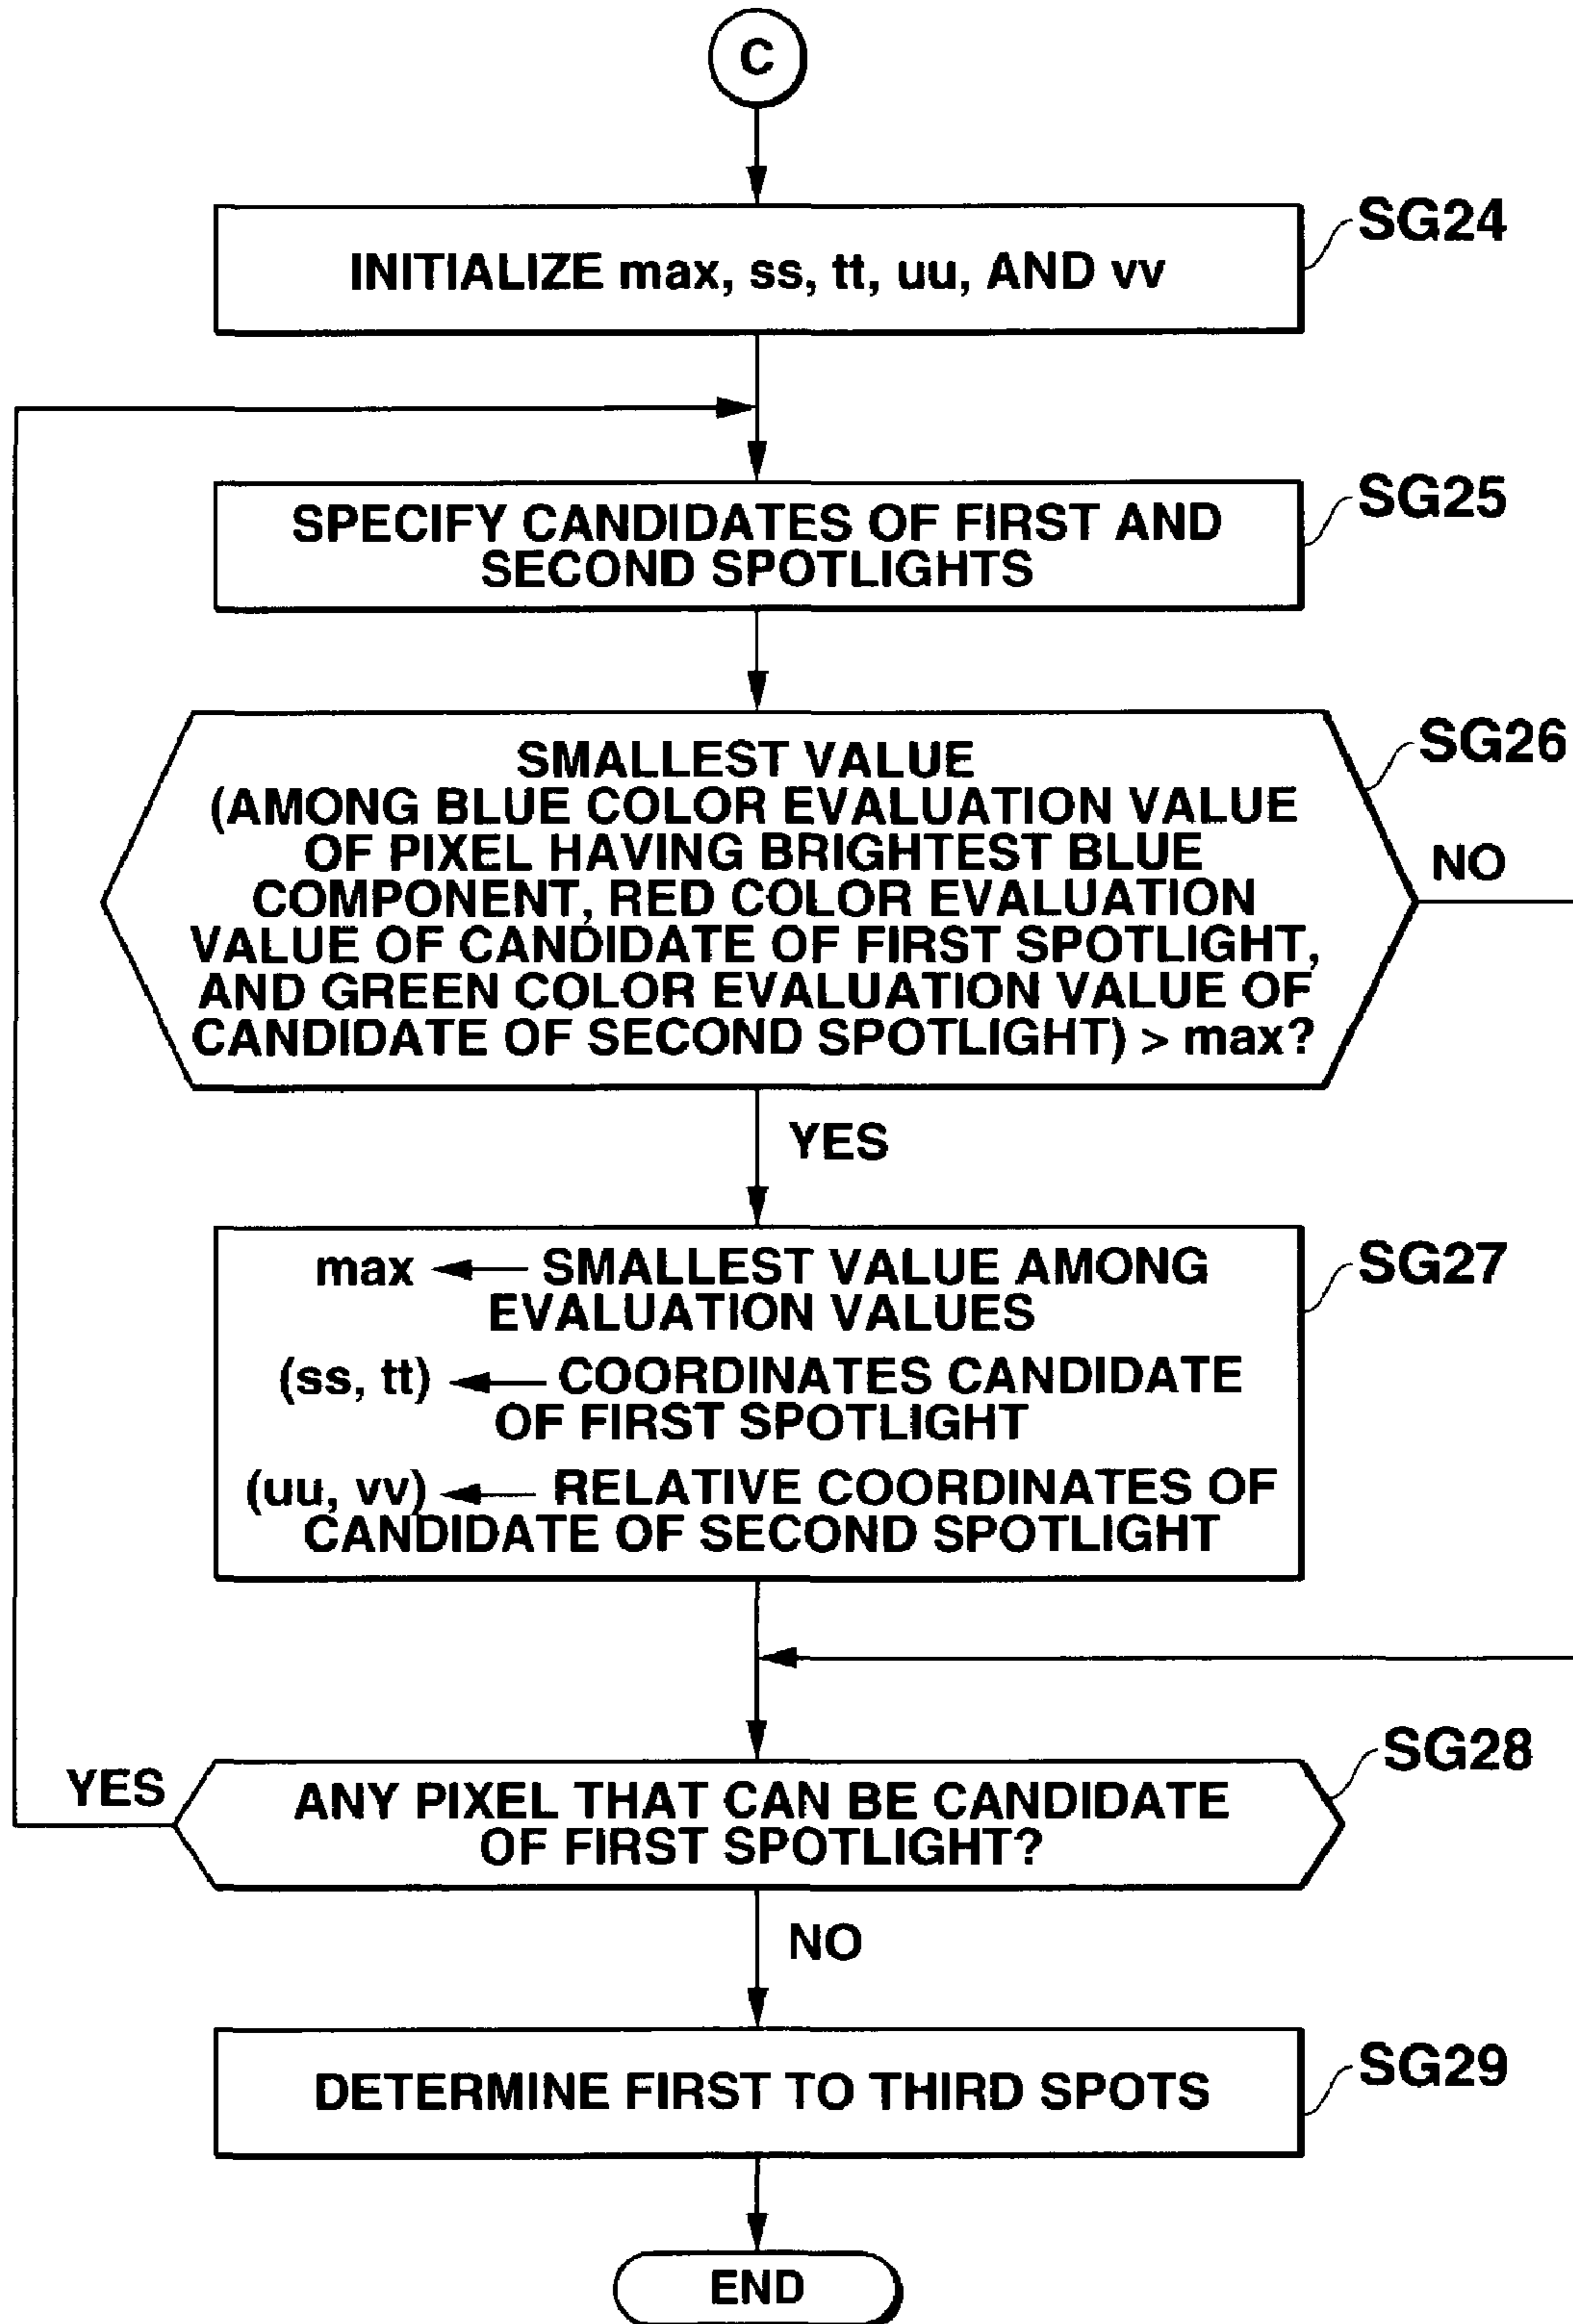 C
INITIALIZE max, ss, tt, uu, AND vv
SG24
SPECIFY CANDIDATES OF FIRST AND
SECOND SPOTLIGHTS
SG25
SMALLEST VALUE
(AMONG BLUE COLOR EVALUATION VALUE
OF PIXEL HAVING BRIGHTEST BLUE
COMPONENT, RED COLOR EVALUATION
VALUE OF CANDIDATE OF FIRST SPOTLIGHT,
AND GREEN COLOR EVALUATION VALUE OF
CANDIDATE OF SECOND SPOTLIGHT) > max?
SG26
NO
YES
max ← SMALLEST VALUE AMONG
EVALUATION VALUES
(ss, tt) ← COORDINATES CANDIDATE
OF FIRST SPOTLIGHT
(uu, vv) ← RELATIVE COORDINATES OF
CANDIDATE OF SECOND SPOTLIGHT
SG27
ANY PIXEL THAT CAN BE CANDIDATE
OF FIRST SPOTLIGHT?
SG28
YES
NO
DETERMINE FIRST TO THIRD SPOTS
SG29
END